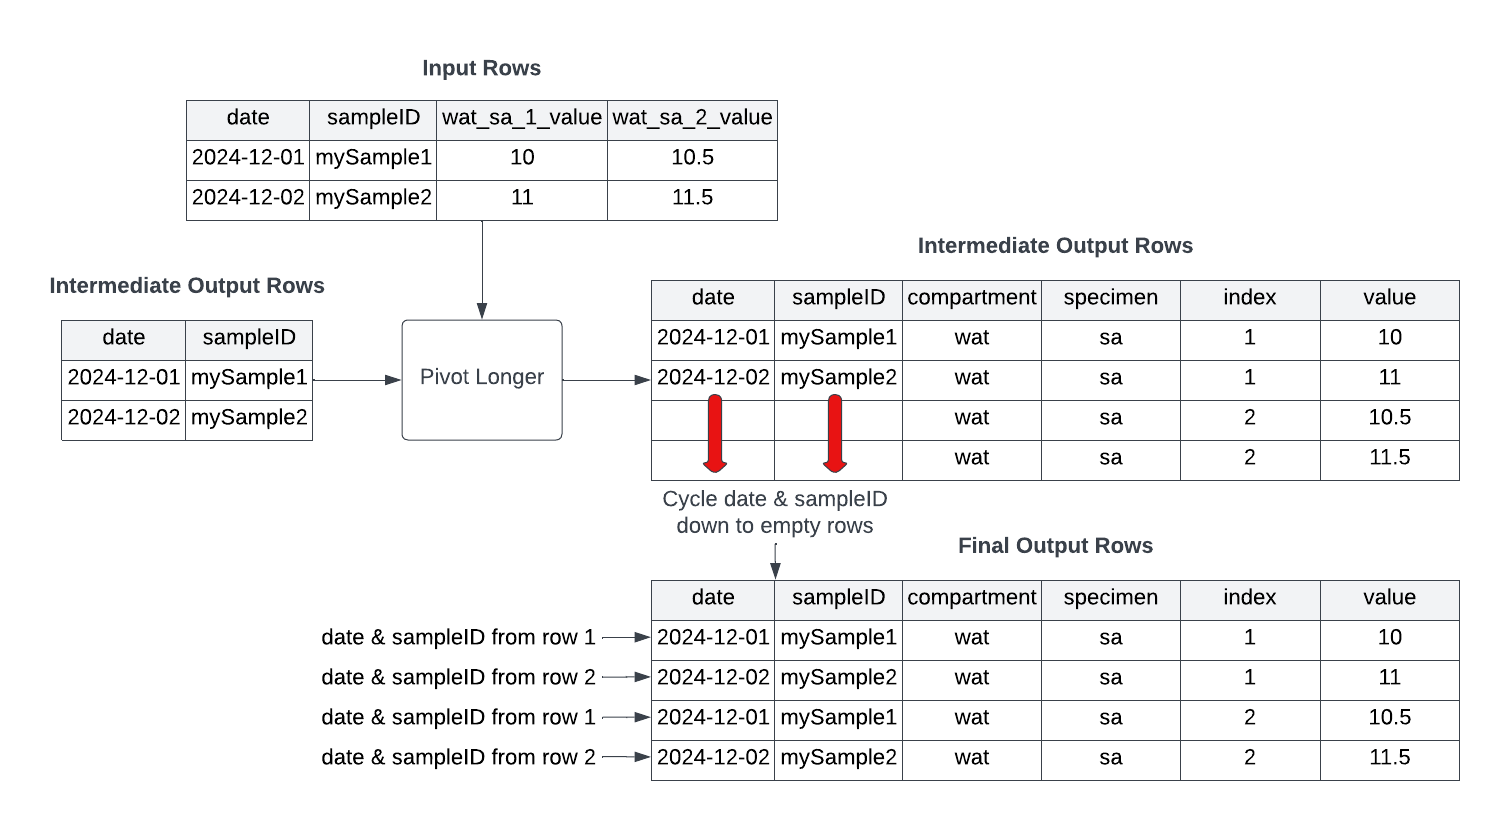 Input Rows
date sampleID wat_sa_1_value wat_sa_2_value
2024-12-01 mySample1 10 10.5
2024-12-02 mySample2 11 11.5
Intermediate Output Rows
date sampleID
2024-12-01 mySample1
2024-12-02 mySample2
Pivot Longer
Intermediate Output Rows
date sampleID compartment specimen index value
2024-12-01 mySample1 wat sa 1 10
2024-12-02 mySample2 wat sa 1 11
wat sa 2 10.5
wat sa 2 11.5
Cycle date & sampleID
down to empty rows
Final Output Rows
date sampleID compartment specimen index value
date & sampleID from row 1 2024-12-01 mySample1 wat sa 1 10
date & sampleID from row 2 2024-12-02 mySample2 wat sa 1 11
date & sampleID from row 1 2024-12-01 mySample1 wat sa 2 10.5
date & sampleID from row 2 2024-12-02 mySample2 wat sa 2 11.5